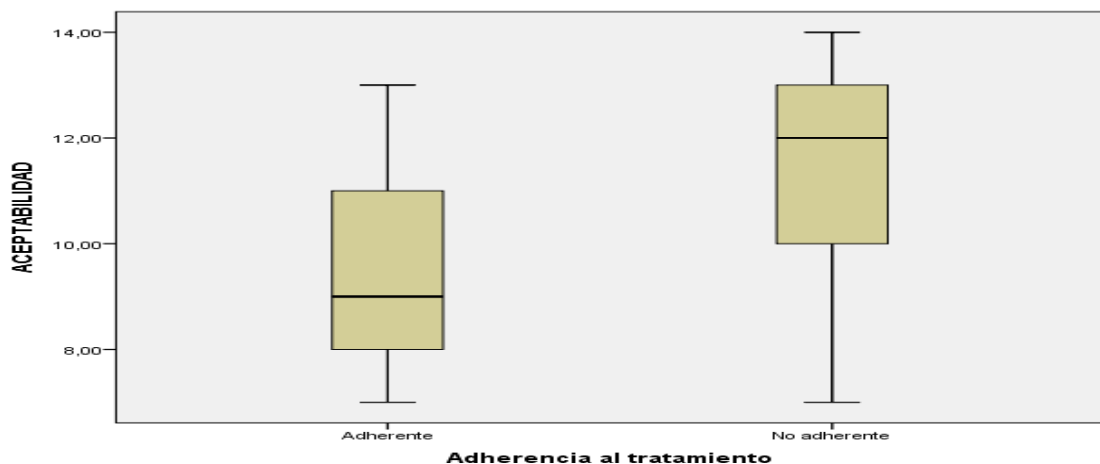 ACEPTABILIDAD
14,00
12,00
10,00
8,00
Adherente
No adherente
Adherencia al tratamiento